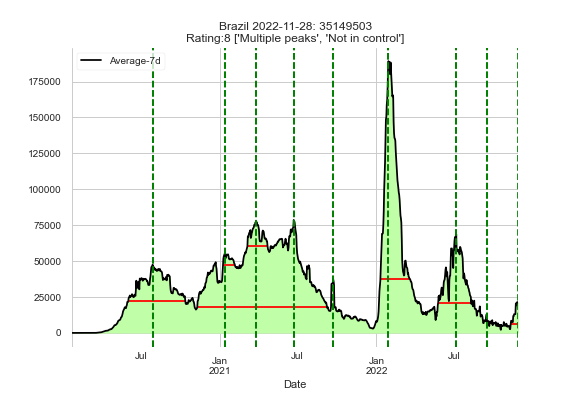 Brazil 2022-11-28: 35149503
Rating:8 ['Multiple peaks', 'Not in control']
Average-7d
175000
150000
125000
100000
75000
50000
25000
0
Jul
Jan
2021
Jul
Jan
2022
Jul
Date